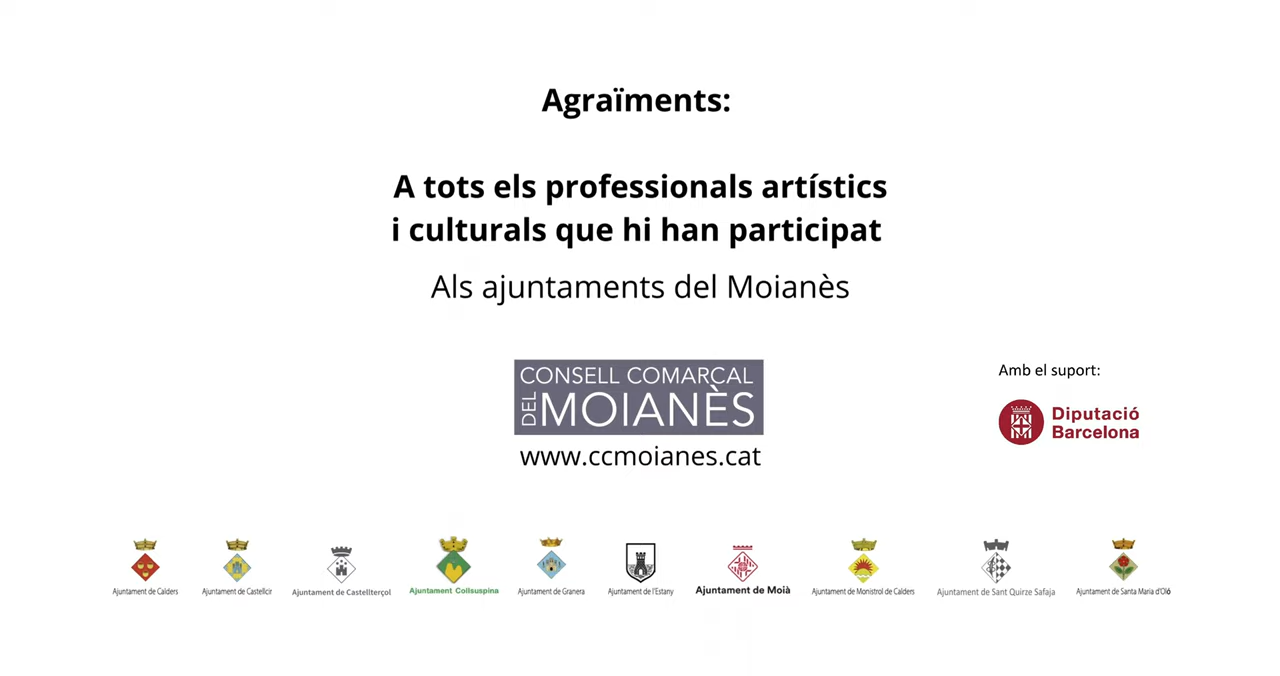 Agraïments:
A tots els professionals artístics
i culturals que hi han participat
Als ajuntaments del Moianès
CONSELL COMARCAL
DEL MOIANÈS
www.ccmoianes.cat
Amb el suport:
Diputació
Barcelona
Ajuntament de Calders
Ajuntament de Castellcir
Ajuntament de Castellterçol
Ajuntament Collsuspina
Ajuntament de Granera
Ajuntament de l'Estany
Ajuntament de Moià
Ajuntament de Monistrol de Calders
Ajuntament de Sant Quirze Safaja
Ajuntament de Santa Maria d'Oló